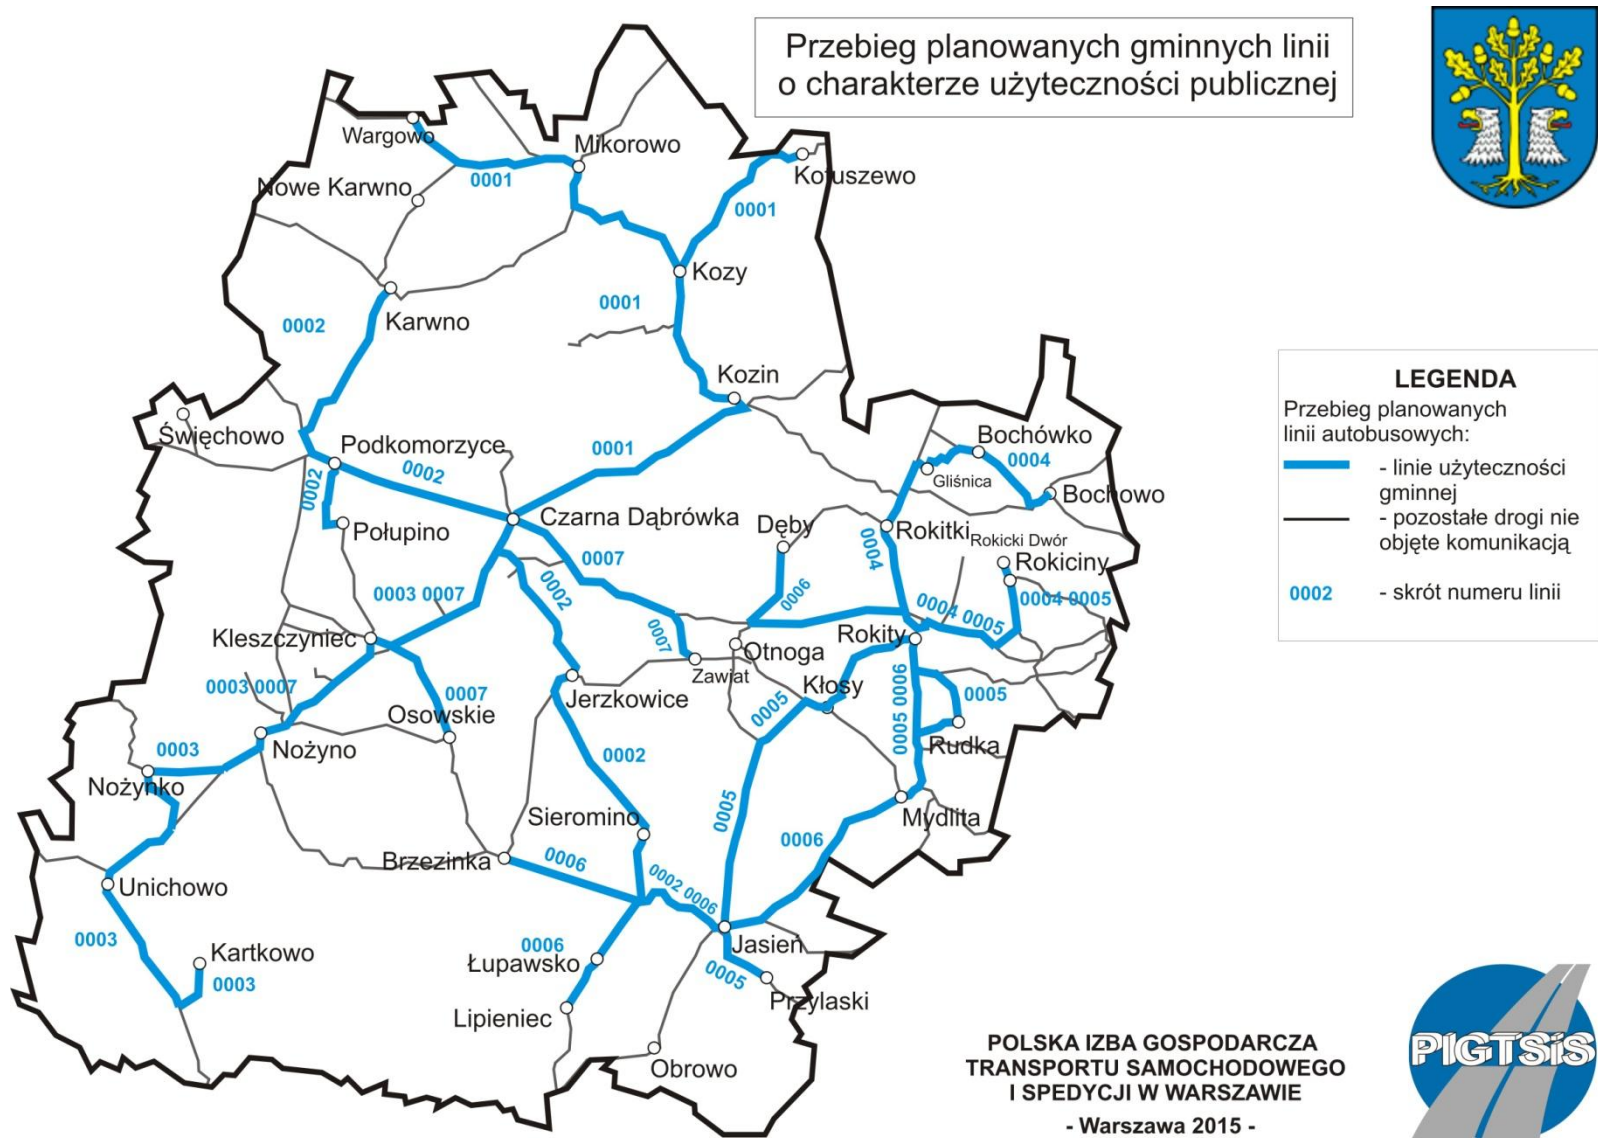 Przebieg planowanych gminnych linii
o charakterze użyteczności publicznej
Wargowo
Mikorowo
Kotuszewo
0001
0001
Nowe Karwno
Kozy
0001
0002
Karwno
Kozin
LEGENDA
Przebieg planowanych
linii autobusowych:
- linie użyteczności
gminnej
- pozostałe drogi nie
objęte komunikacją
0002
- skrót numeru linii
Święchowo
Podkomorzyce
0001
0002
0002
Bochówko
0004
Gliśnica
Bochowo
Połupino
Czarna Dąbrówka
Dęby
Rokitki
Rokicki Dwór
Rokiciny
0004
0007
0002
0006
0003 0007
0004 0005
0004 0005
Kleszczyniec
Rokity
Otnoga
0007
Zawiat
0003 0007
0007
Jerzkowice
Kłosy
0005
0005
0005 0006
Osowskie
Rudka
Nożyno
0003
0002
Nożynko
0005
Mydlita
Sieromino
0006
Brzezinka
0006
0002 0006
Unichowo
0003
Kartkowo
0003
0006
Łupawsko
Jasień
0005
Przylaski
Lipieniec
Obrowo
POLSKA IZBA GOSPODARCZA
TRANSPORTU SAMOCHODOWEGO
I SPEDYCJI W WARSZAWIE
- Warszawa 2015 -
PIGTSiS